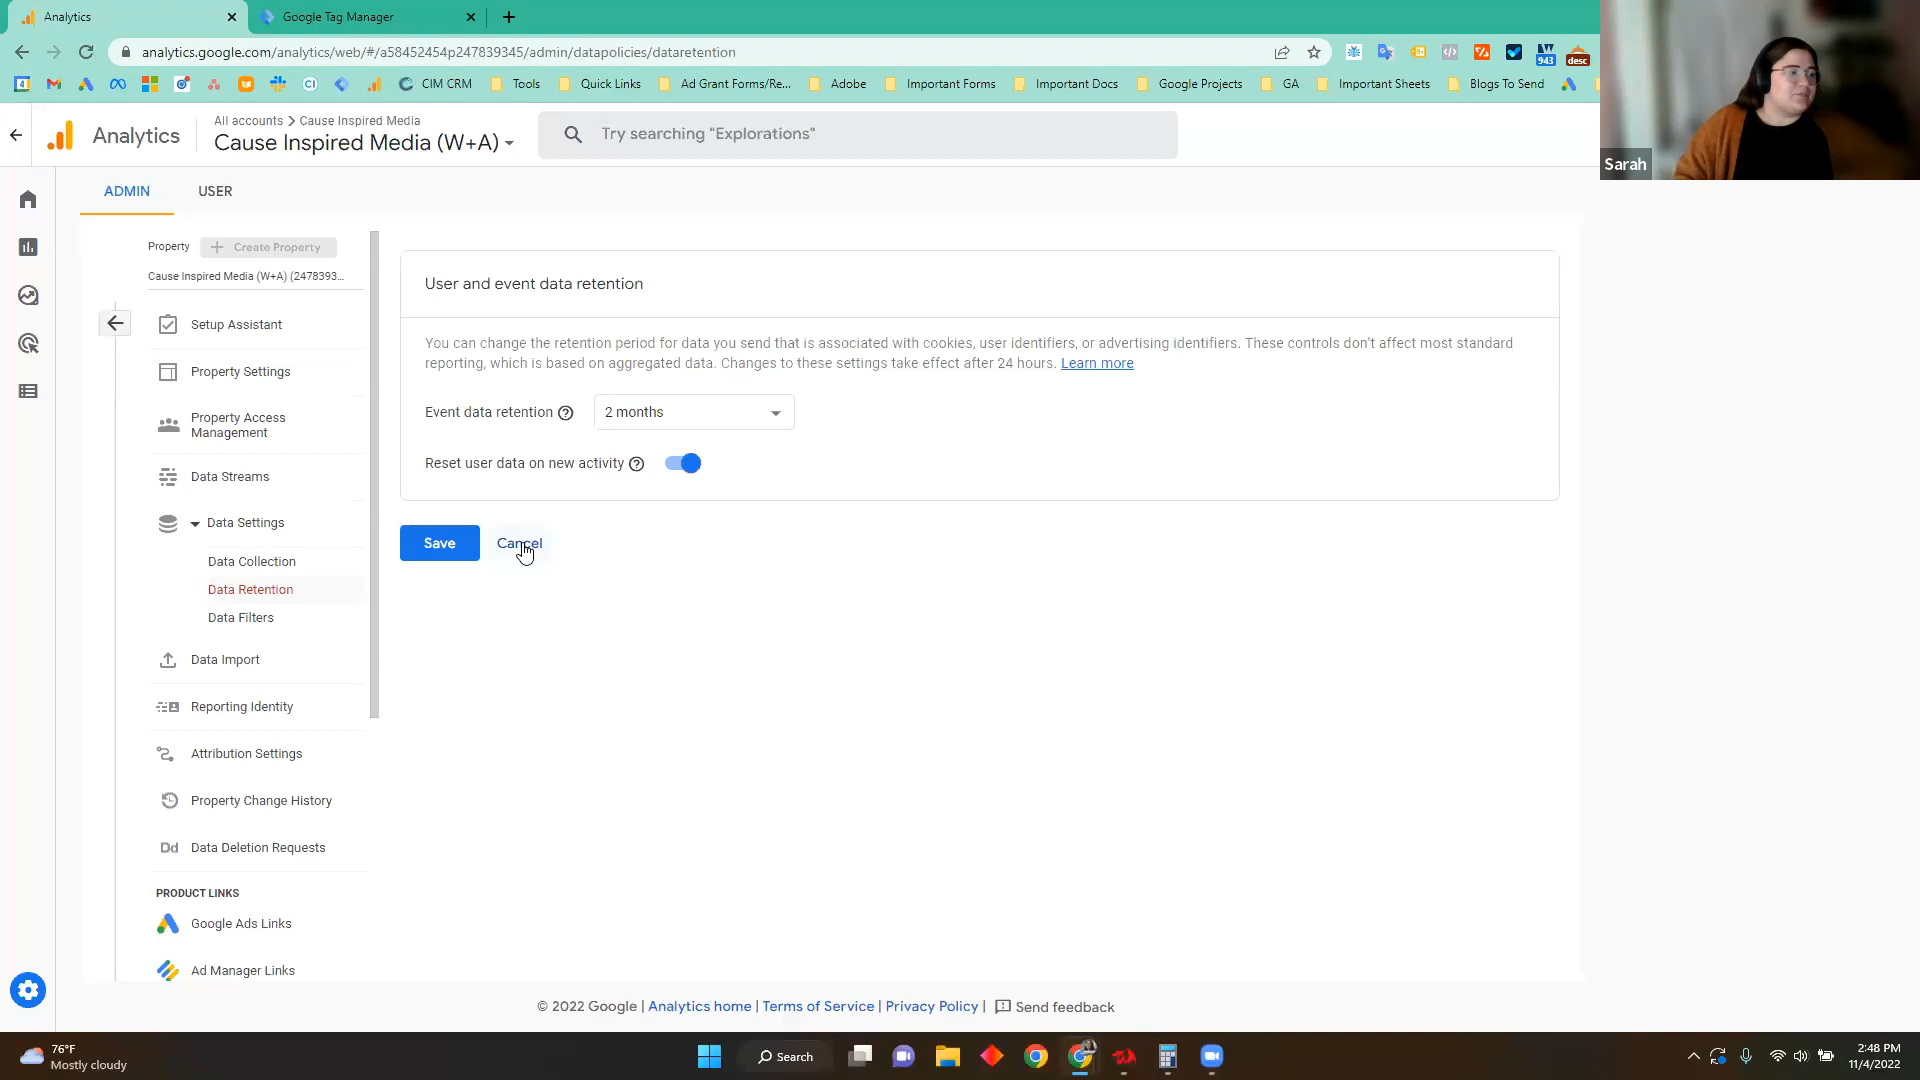 Analytics
Google Tag Manager
analytics.google.com/analytics/web/#/a58452454p247839345/admin/datapolicies/dataretention
943
desc
4
CIM CRM
Tools
Quick Links
Ad Grant Forms/Re...
Adobe
Important Forms
Important Docs
Google Projects
GA
Important Sheets
Blogs To Send
Sarah
Analytics
All accounts > Cause Inspired Media
Cause Inspired Media (W+A)
Try searching "Explorations"
ADMIN
USER
Property
Create Property
Cause Inspired Media (W+A) (2478393...
Setup Assistant
Property Settings
Property Access
Management
Data Streams
Data Settings
Data Collection
Data Retention
Data Filters
Data Import
Reporting Identity
Attribution Settings
Property Change History
Dd Data Deletion Requests
PRODUCT LINKS
Google Ads Links
Ad Manager Links
User and event data retention
You can change the retention period for data you send that is associated with cookies, user identifiers, or advertising identifiers. These controls don't affect most standard
reporting, which is based on aggregated data. Changes to these settings take effect after 24 hours. Learn more
Event data retention
2 months
Reset user data on new activity
Save
Cancel
© 2022 Google | Analytics home | Terms of Service | Privacy Policy | Send feedback
76°F
Mostly cloudy
Search
2:48 PM
11/4/2022